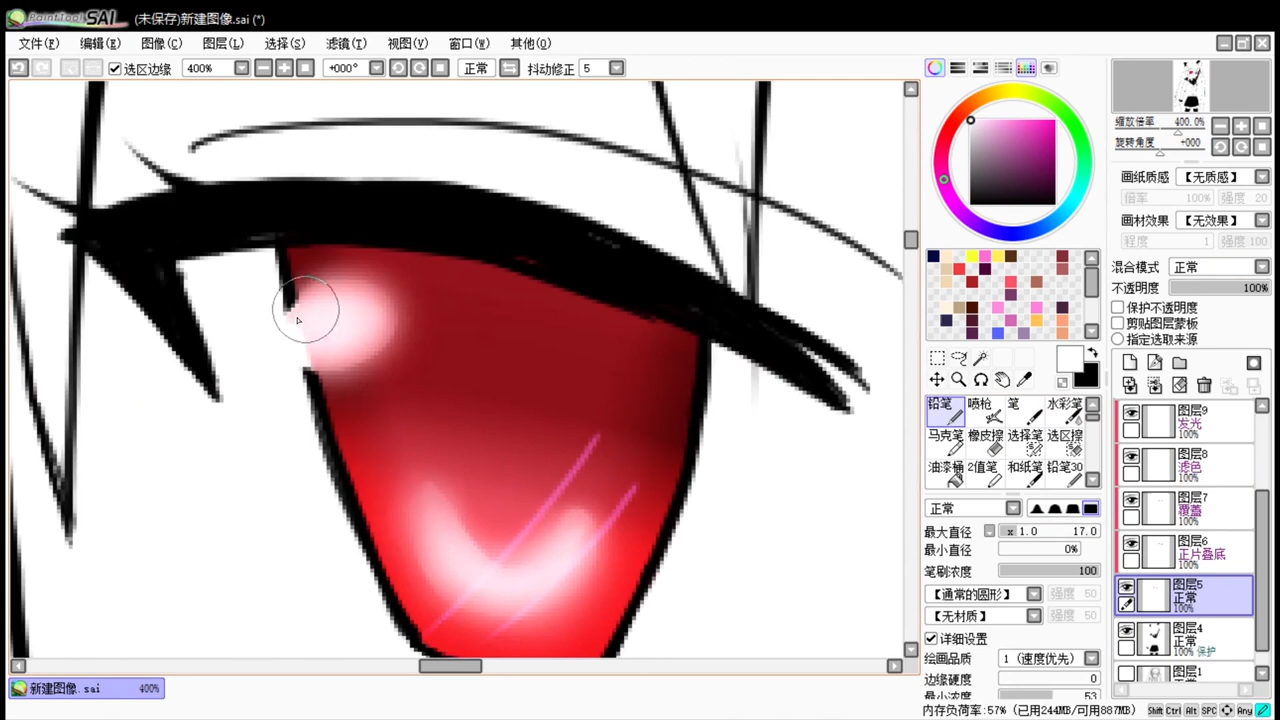 PaintTool SAI (未保存)新建图像.sai (*)
文件(F) 编辑(E) 图像(C) 图层(L) 选择(S) 滤镜(T) 视图(V) 窗口(W) 其他(O)
选区边缘 400% +000° 正常 抖动修正 5
缩放倍率 400.0%
旋转角度 +000
画纸质感 【无质感】
倍率 100% 强度 20
画材效果 【无效果】
程度 1 强度 100
混合模式 正常
不透明度 100%
保护不透明度
剪贴图层蒙板
指定选取来源
铅笔 喷枪 笔 水彩笔
马克笔 橡皮擦 选择笔 选区擦
油漆桶 2值笔 和纸笔 铅笔30
正常
最大直径 x 1.0 17.0
最小直径 0%
笔刷浓度 100
【通常的圆形】 强度 50
【无材质】 强度 50
详细设置
绘画品质 1 (速度优先)
边缘硬度 0
最小浓度 53
图层9
发光
100%
图层8
滤色
100%
图层7
覆盖
100%
图层6
正片叠底
100%
图层5
正常
100%
图层4
正常
100% 保护
图层1
新建图像.sai 400%
内存负荷率:57% (已用244MB/可用887MB) Shift Ctrl Alt SPC Any